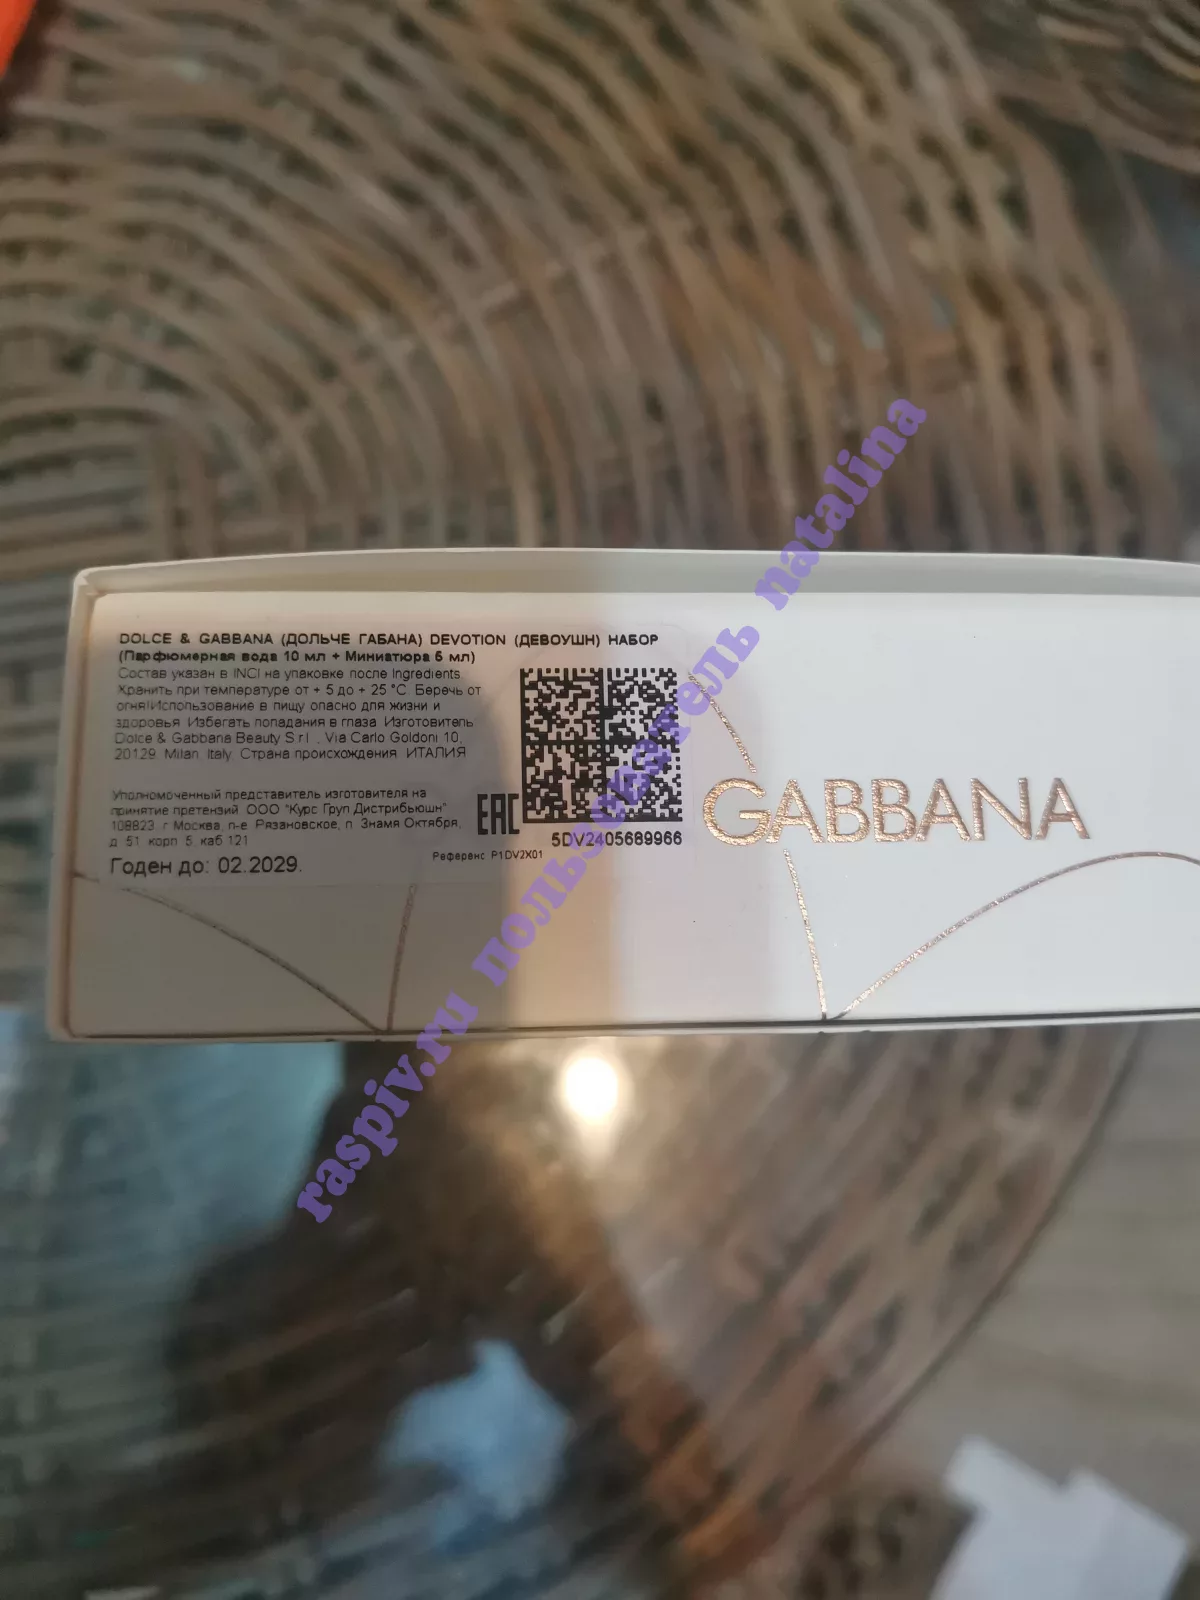 DOLCE & GABBANA (ДОЛЬЧЕ ГАБАНА) DEVOTION (ДЕВОУШН) НАБОР
(Парфюмерная вода 10 мл + Миниатюра 5 мл)
Состав указан в INCI на упаковке после Ingredients.
Хранить при температуре от + 5 до + 25 °C. Беречь от
огня!Использование в пищу опасно для жизни и
здоровья. Избегать попадания в глаза. Изготовитель
Dolce & Gabbana Beauty S.r.l., Via Carlo Goldoni 10,
20129, Milan, Italy. Страна происхождения: ИТАЛИЯ
Уполномоченный представитель изготовителя на
принятие претензий: ООО "Курс Груп Дистрибьюшн"
108823, г Москва, п-е Рязановское, п. Знамя Октября,
д. 51, корп. 5, каб 121
Годен до: 02.2029.
EAC
5DV2405689966
Референс P1DV2X01
GABBANA
raspiv.ru пользователь natalina